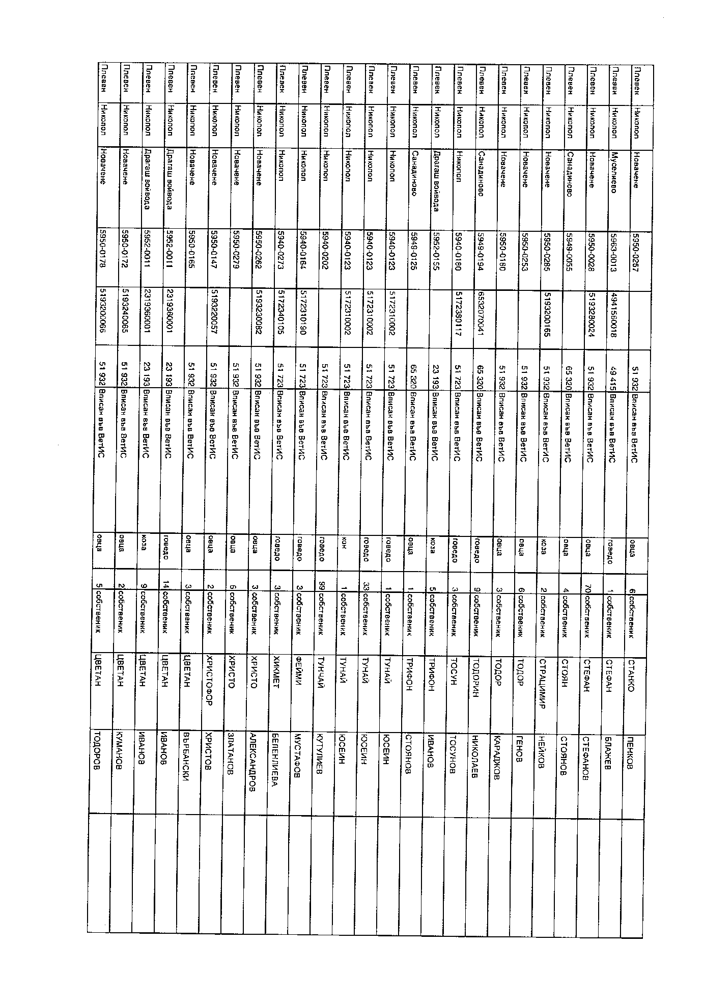 Плевен Никопол Новачене 5950-0257 51 932 Вписан във ВетИС овца 6 собственик СТАНКО ПЕНКОВ
Плевен Никопол Муселиево 5963-0013 4941560018 49 415 Вписан във ВетИС говедо 1 собственик СТЕФАН БЛАЖЕВ
Плевен Никопол Новачене 5950-0028 5193280024 51 932 Вписан във ВетИС овца 70 собственик СТЕФАН СТЕФАНОВ
Плевен Никопол Санадиново 5949-0055 65 320 Вписан във ВетИС овца 4 собственик СТОЯН СТОЯНОВ
Плевен Никопол Новачене 5950-0285 5193200165 51 932 Вписан във ВетИС коза 2 собственик СТРАЦИМИР НЕЙКОВ
Плевен Никопол Новачене 5950-0253 51 932 Вписан във ВетИС овца 6 собственик ТОДОР ГЕНОВ
Плевен Никопол Новачене 5950-0180 51 932 Вписан във ВетИС овца 3 собственик ТОДОР КАРАДЖОВ
Плевен Никопол Санадиново 5949-0194 6532070041 65 320 Вписан във ВетИС говедо 9 собственик ТОДОРИН НИКОЛАЕВ
Плевен Никопол Никопол 5940-0180 5172380117 51 723 Вписан във ВетИС говедо 3 собственик ТОСУН ТОСУНОВ
Плевен Никопол Драгаш войвода 5952-0155 23 193 Вписан във ВетИС коза 5 собственик ТРИФОН ИВАНОВ
Плевен Никопол Санадиново 5949-0125 65 320 Вписан във ВетИС овца 1 собственик ТРИФОН СТОЯНОВ
Плевен Никопол Никопол 5940-0123 5172310002 51 723 Вписан във ВетИС говедо 1 собственик ТУНАЙ ЮСЕИН
Плевен Никопол Никопол 5940-0123 5172310002 51 723 Вписан във ВетИС говедо 33 собственик ТУНАЙ ЮСЕИН
Плевен Никопол Никопол 5940-0123 5172310002 51 723 Вписан във ВетИС кон 1 собственик ТУНАЙ ЮСЕИН
Плевен Никопол Никопол 5940-0202 51 723 Вписан във ВетИС говедо 99 собственик ТУНЧАЙ КУТУЛИЕВ
Плевен Никопол Никопол 5940-0164 5172310190 51 723 Вписан във ВетИС говедо 3 собственик ФЕЙМИ МУСТАФОВ
Плевен Никопол Никопол 5940-0273 5172340105 51 723 Вписан във ВетИС говедо 3 собственик ХИКМЕТ БЕЛЕНЛИЕВА
Плевен Никопол Новачене 5950-0262 5193230082 51 932 Вписан във ВетИС овца 3 собственик ХРИСТО АЛЕКСАНДРОВ
Плевен Никопол Новачене 5950-0279 51 932 Вписан във ВетИС овца 6 собственик ХРИСТО ЗЛАТАНОВ
Плевен Никопол Новачене 5950-0147 5193220057 51 932 Вписан във ВетИС овца 2 собственик ХРИСТОФОР ХРИСТОВ
Плевен Никопол Новачене 5950-0165 51 932 Вписан във ВетИС овца 3 собственик ЦВЕТАН ВЪРБАНСКИ
Плевен Никопол Драгаш войвода 5952-0011 2319360001 23 193 Вписан във ВетИС говедо 14 собственик ЦВЕТАН ИВАНОВ
Плевен Никопол Драгаш войвода 5952-0011 2319360001 23 193 Вписан във ВетИС коза 9 собственик ЦВЕТАН ИВАНОВ
Плевен Никопол Новачене 5950-0172 5193240065 51 932 Вписан във ВетИС овца 2 собственик ЦВЕТАН КУМАНОВ
Плевен Никопол Новачене 5950-0178 5193200066 51 932 Вписан във ВетИС овца 5 собственик ЦВЕТАН ТОДОРОВ